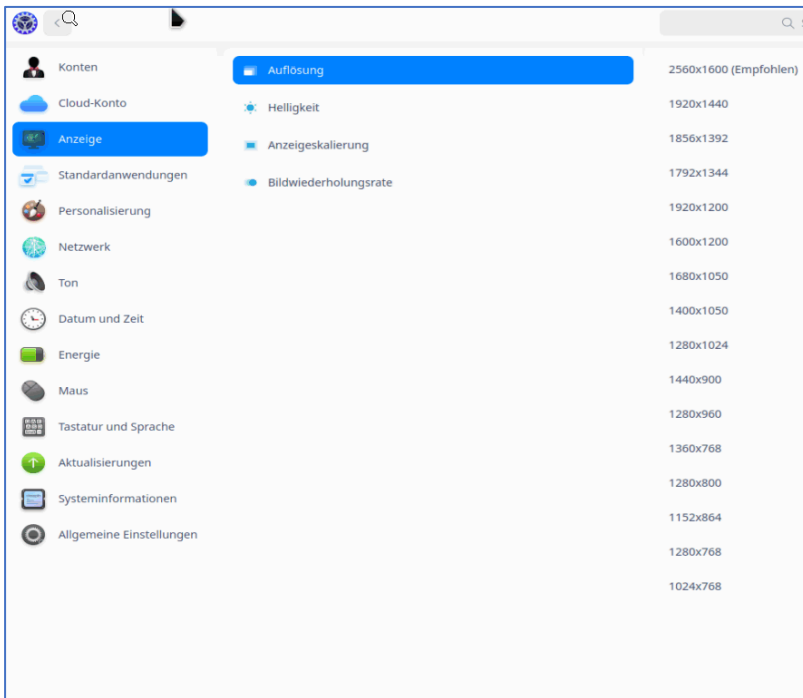 Konten
Cloud-Konto
Anzeige
Standardanwendungen
Personalisierung
Netzwerk
Ton
Datum und Zeit
Energie
Maus
Tastatur und Sprache
Aktualisierungen
Systeminformationen
Allgemeine Einstellungen
Auflösung
Helligkeit
Anzeigeskalierung
Bildwiederholungsrate
2560x1600 (Empfohlen)
1920x1440
1856x1392
1792x1344
1920x1200
1600x1200
1680x1050
1400x1050
1280x1024
1440x900
1280x960
1360x768
1280x800
1152x864
1280x768
1024x768